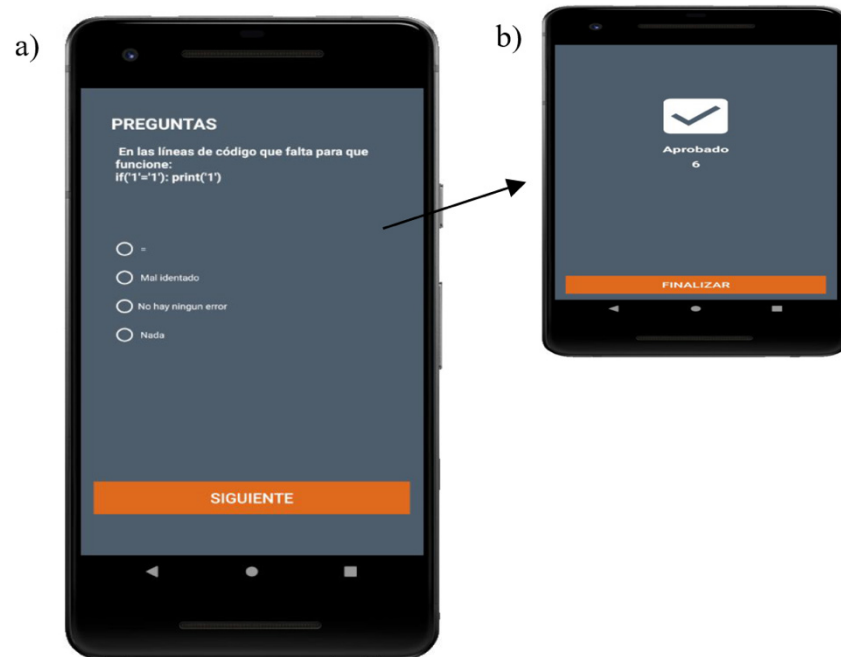 a)
PREGUNTAS
En las líneas de código que falta para que
funcione:
if('1'='1'): print('1')
=
Mal identado
No hay ningun error
Nada
SIGUIENTE
b)
Aprobado
6
FINALIZAR